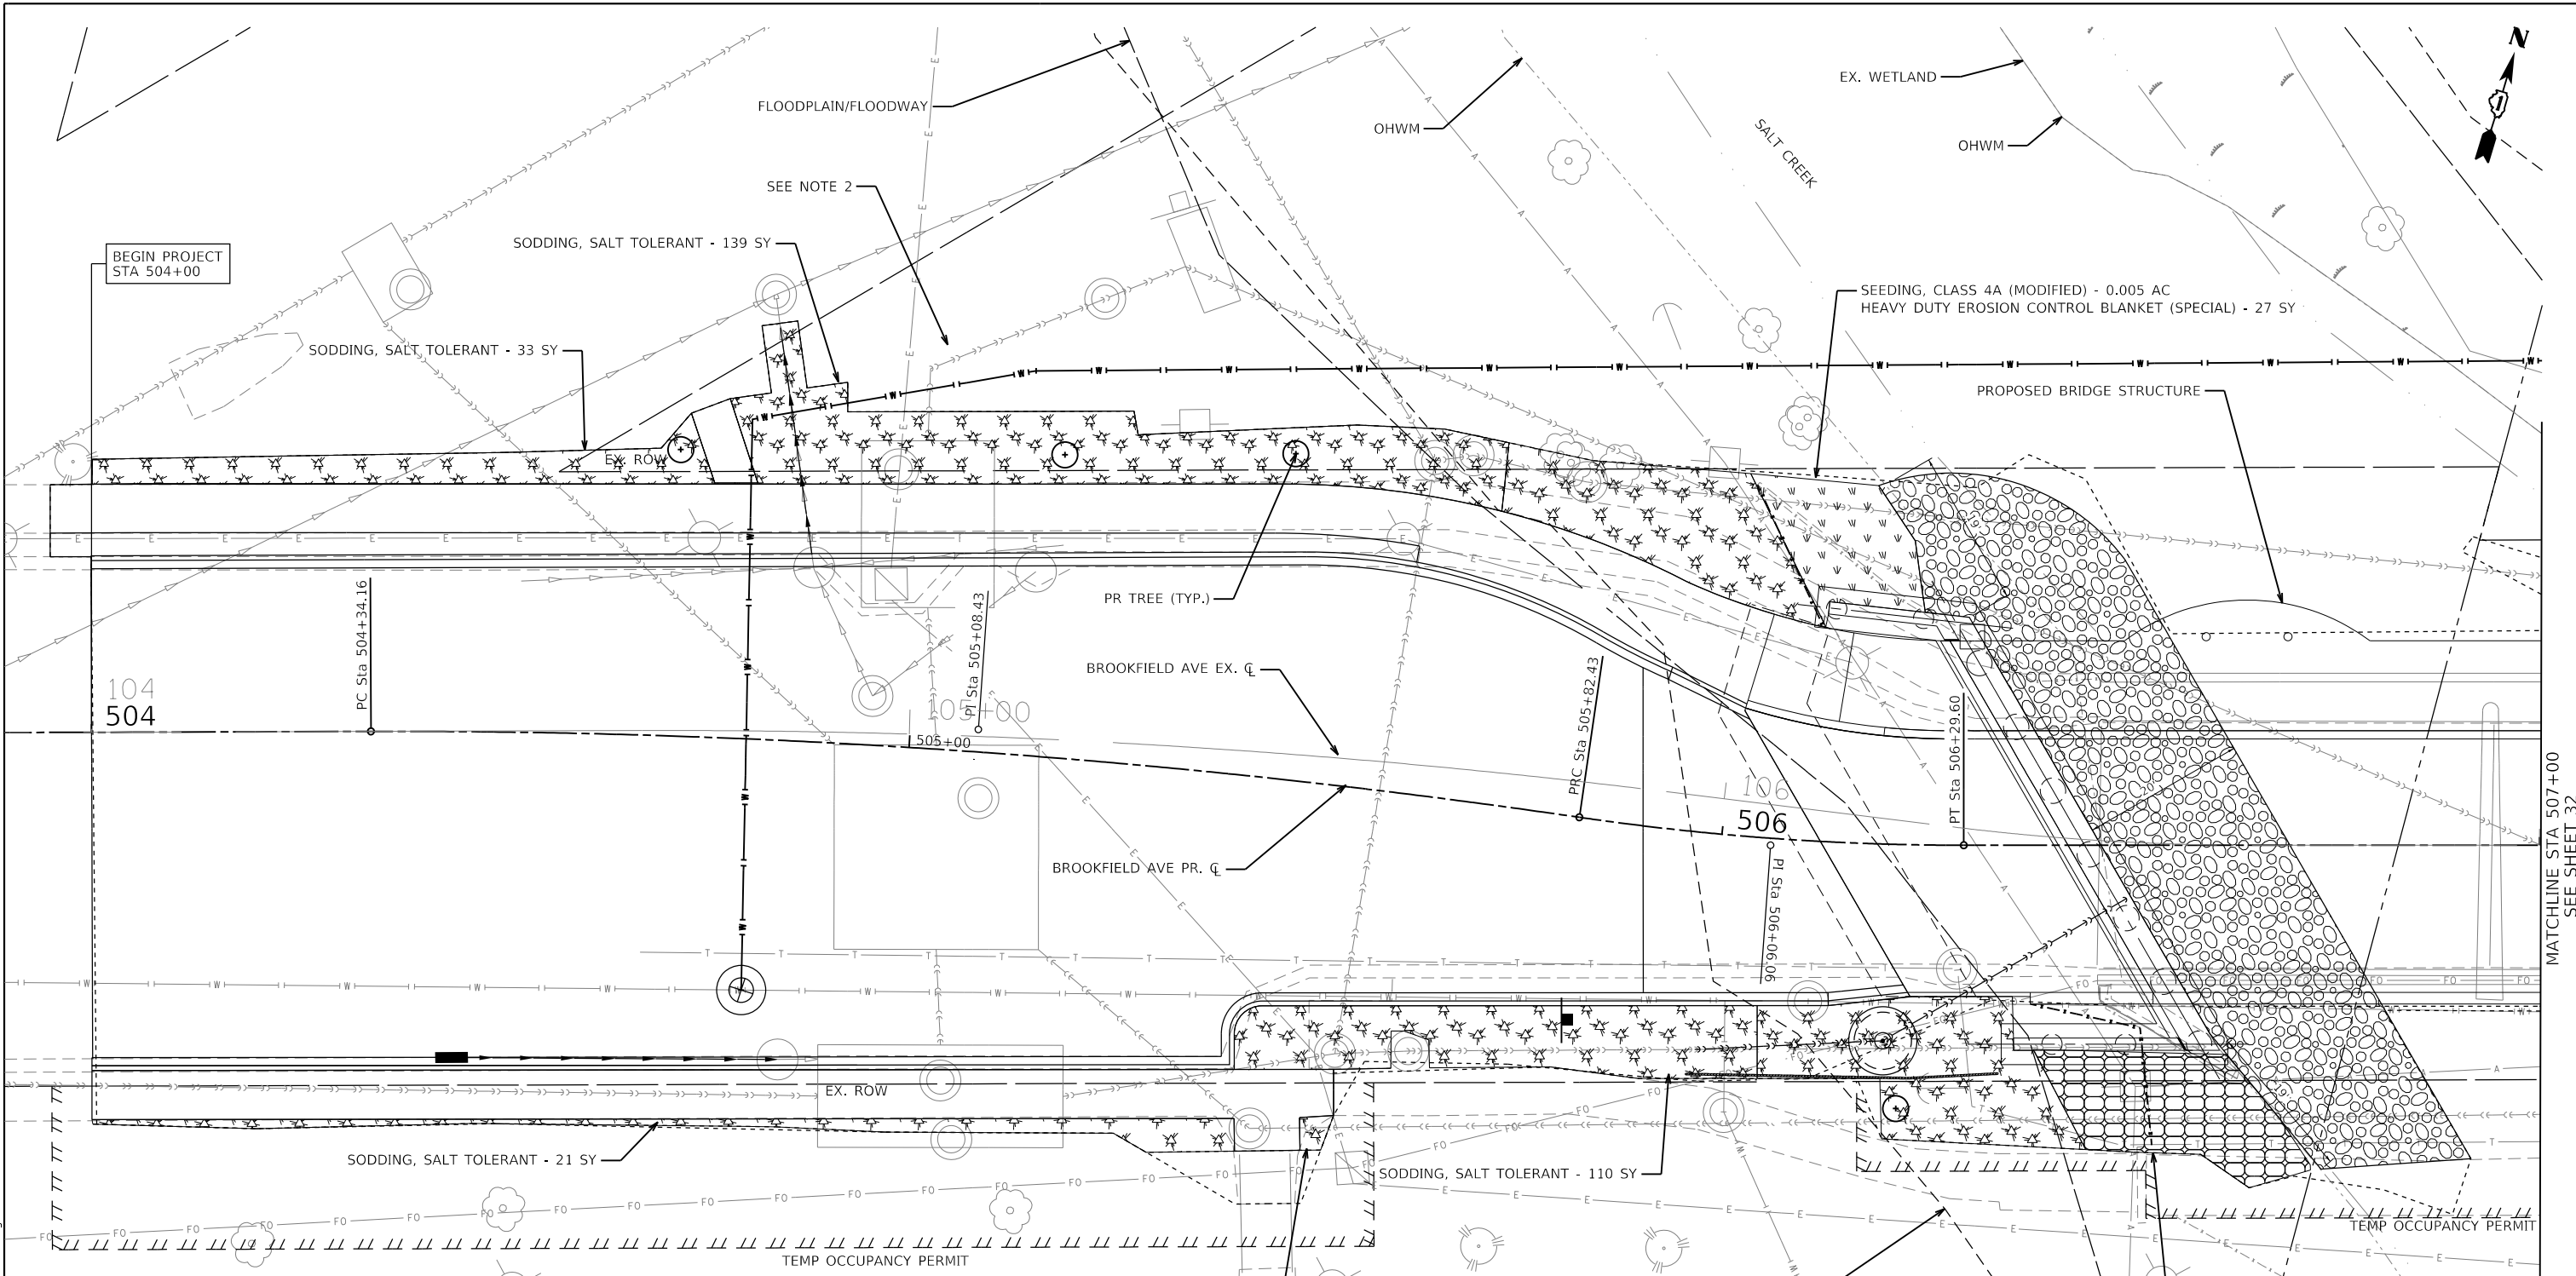 N
FLOODPLAIN/FLOODWAY
OHWM
EX. WETLAND
OHWM
SALT CREEK
SEE NOTE 2
SODDING, SALT TOLERANT - 139 SY
BEGIN PROJECT
STA 504+00
SEEDING, CLASS 4A (MODIFIED) - 0.005 AC
HEAVY DUTY EROSION CONTROL BLANKET (SPECIAL) - 27 SY
SODDING, SALT TOLERANT - 33 SY
PROPOSED BRIDGE STRUCTURE
EX. ROW
PR TREE (TYP.)
PC Sta 504+34.16
PI Sta 505+08.43
BROOKFIELD AVE EX. ℄
PRC Sta 505+82.43
PT Sta 506+29.60
104
504
105+00
505+00
106
506
BROOKFIELD AVE PR. ℄
PI Sta 506+06.06
MATCHLINE STA 507+00
SEE SHEET 32
EX. ROW
SODDING, SALT TOLERANT - 21 SY
SODDING, SALT TOLERANT - 110 SY
TEMP OCCUPANCY PERMIT
TEMP OCCUPANCY PERMIT